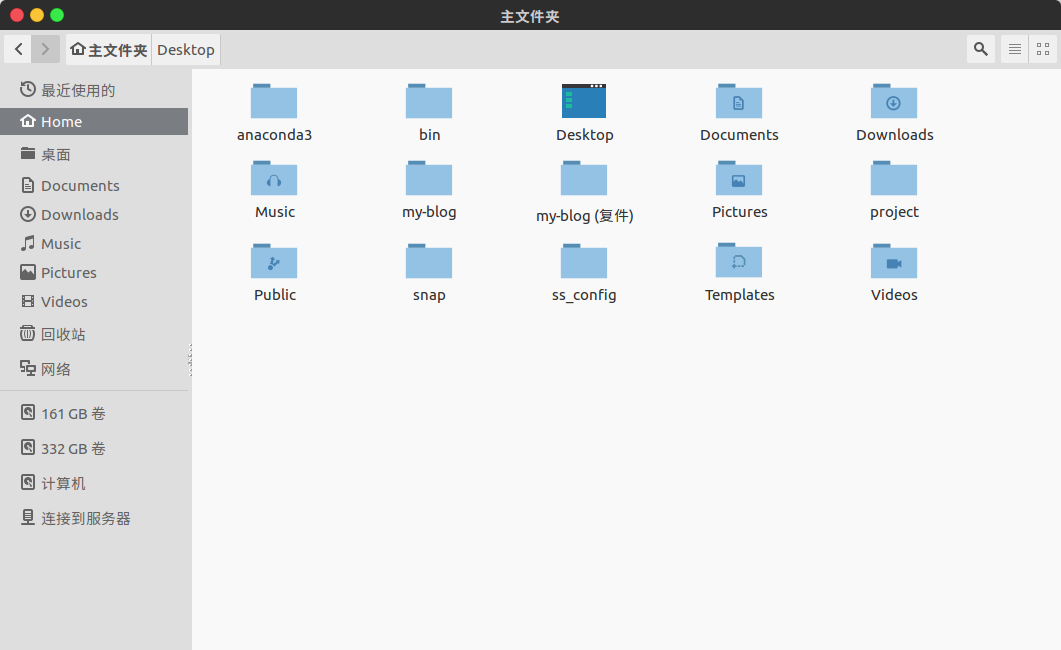 主文件夹
主文件夹 Desktop
最近使用的
Home
桌面
Documents
Downloads
Music
Pictures
Videos
回收站
网络
161 GB 卷
332 GB 卷
计算机
连接到服务器
anaconda3 bin Desktop Documents Downloads
Music my-blog my-blog (复件) Pictures project
Public snap ss_config Templates Videos